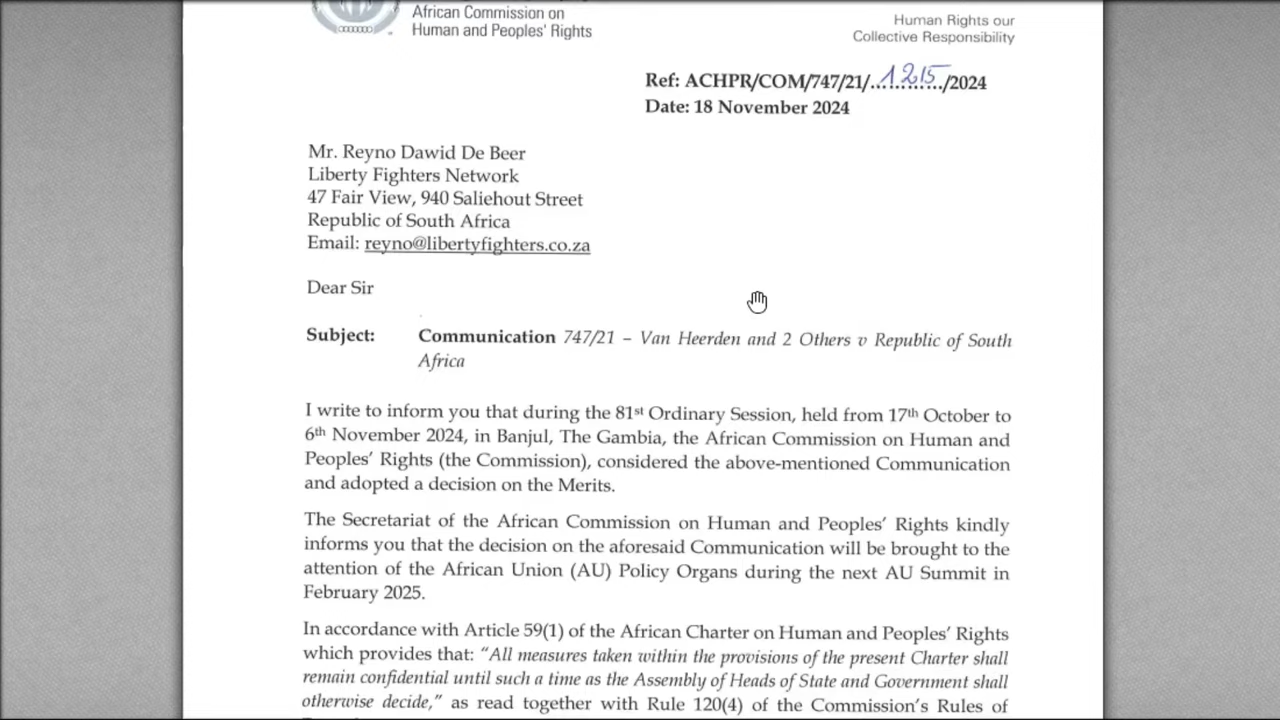 African Commission on
Human and Peoples' Rights
Human Rights our
Collective Responsibility
Ref: ACHPR/COM/747/21/...1215.../2024
Date: 18 November 2024
Mr. Reyno Dawid De Beer
Liberty Fighters Network
47 Fair View, 940 Saliehout Street
Republic of South Africa
Email: reyno@libertyfighters.co.za
Dear Sir
Subject: Communication 747/21 – Van Heerden and 2 Others v Republic of South
Africa
I write to inform you that during the 81st Ordinary Session, held from 17th October to
6th November 2024, in Banjul, The Gambia, the African Commission on Human and
Peoples' Rights (the Commission), considered the above-mentioned Communication
and adopted a decision on the Merits.
The Secretariat of the African Commission on Human and Peoples' Rights kindly
informs you that the decision on the aforesaid Communication will be brought to the
attention of the African Union (AU) Policy Organs during the next AU Summit in
February 2025.
In accordance with Article 59(1) of the African Charter on Human and Peoples' Rights
which provides that: "All measures taken within the provisions of the present Charter shall
remain confidential until such a time as the Assembly of Heads of State and Government shall
otherwise decide," as read together with Rule 120(4) of the Commission's Rules of